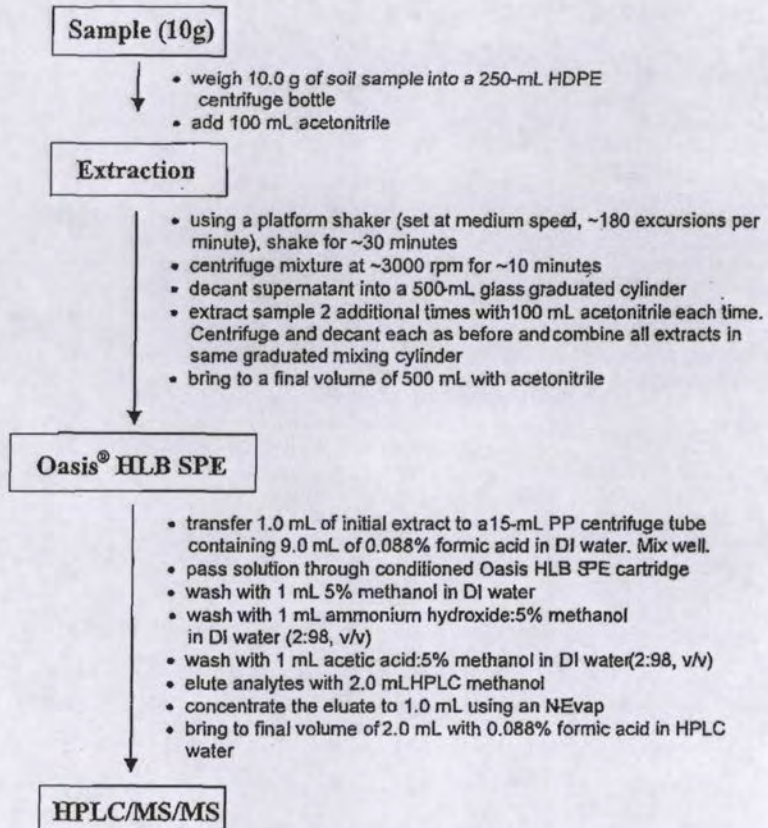 Sample (10g)
• weigh 10.0 g of soil sample into a 250-mL HDPE
centrifuge bottle
• add 100 mL acetonitrile
Extraction
• using a platform shaker (set at medium speed, ~180 excursions per
minute), shake for ~30 minutes
• centrifuge mixture at ~3000 rpm for ~10 minutes
• decant supernatant into a 500-mL glass graduated cylinder
• extract sample 2 additional times with 100 mL acetonitrile each time.
Centrifuge and decant each as before and combine all extracts in
same graduated mixing cylinder
• bring to a final volume of 500 mL with acetonitrile
Oasis® HLB SPE
• transfer 1.0 mL of initial extract to a 15-mL PP centrifuge tube
containing 9.0 mL of 0.088% formic acid in DI water. Mix well.
• pass solution through conditioned Oasis HLB SPE cartridge
• wash with 1 mL 5% methanol in DI water
• wash with 1 mL ammonium hydroxide:5% methanol
in DI water (2:98, v/v)
• wash with 1 mL acetic acid:5% methanol in DI water(2:98, v/v)
• elute analytes with 2.0 mL HPLC methanol
• concentrate the eluate to 1.0 mL using an N-Evap
• bring to final volume of 2.0 mL with 0.088% formic acid in HPLC
water
HPLC/MS/MS